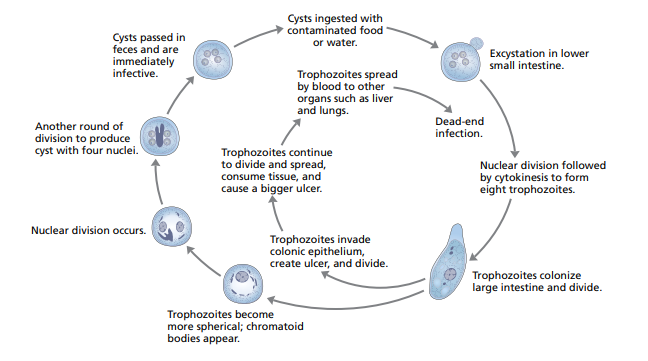 Cysts ingested with
contaminated food
or water.
Excystation in lower
small intestine.
Nuclear division followed
by cytokinesis to form
eight trophozoites.
Trophozoites colonize
large intestine and divide.
Trophozoites become
more spherical; chromatoid
bodies appear.
Nuclear division occurs.
Another round of
division to produce
cyst with four nuclei.
Cysts passed in
feces and are
immediately
infective.
Trophozoites invade
colonic epithelium,
create ulcer, and divide.
Trophozoites continue
to divide and spread,
consume tissue, and
cause a bigger ulcer.
Trophozoites spread
by blood to other
organs such as liver
and lungs.
Dead-end
infection.